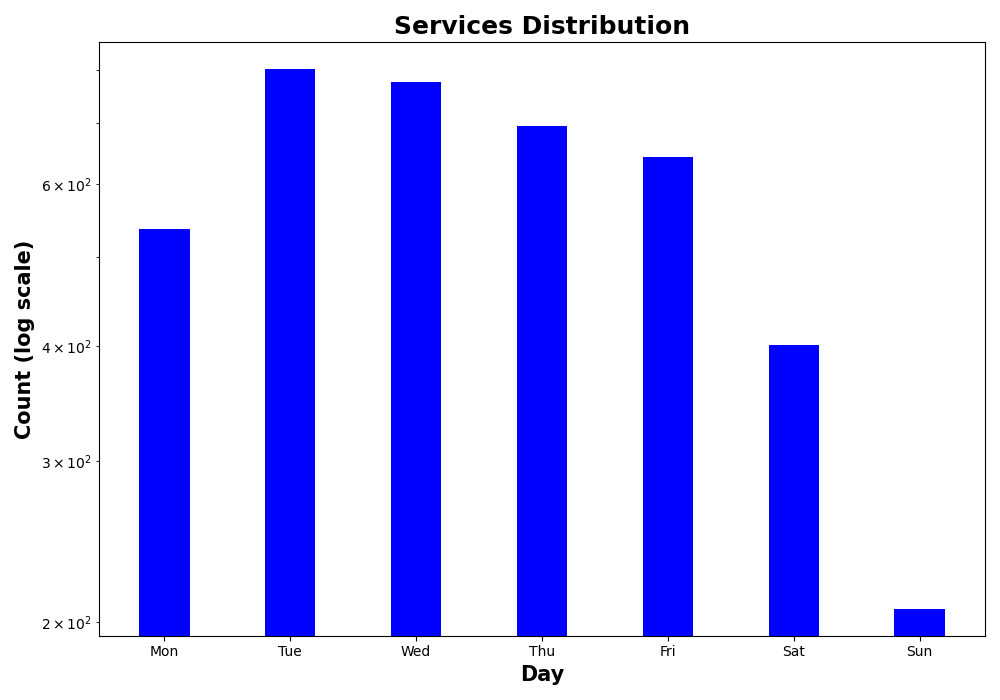 Services Distribution
Count (log scale)
6 × 10²
4 × 10²
3 × 10²
2 × 10²
Mon Tue Wed Thu Fri Sat Sun
Day